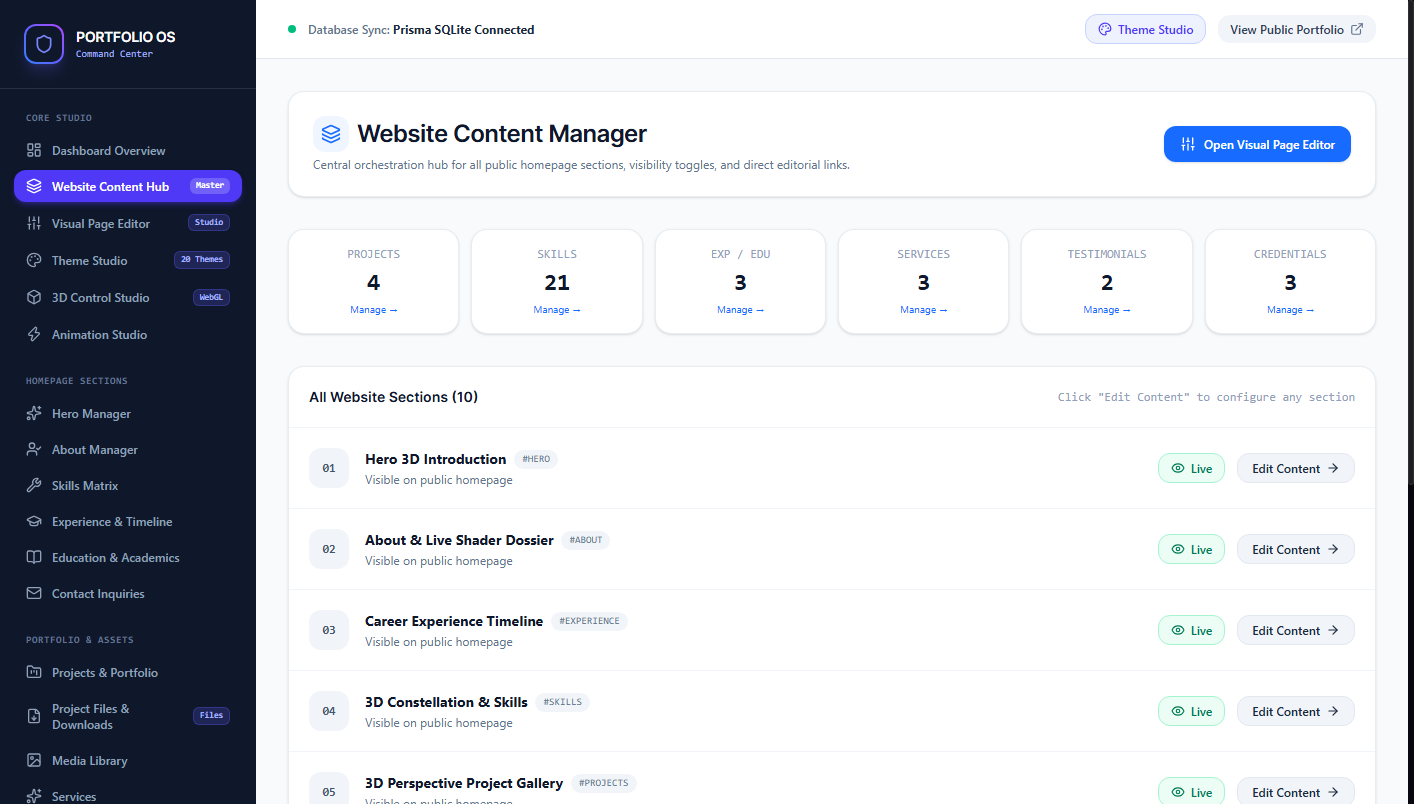 PORTFOLIO OS
Command Center
CORE STUDIO
Dashboard Overview
Website Content Hub Master
Visual Page Editor Studio
Theme Studio 20 Themes
3D Control Studio WebGL
Animation Studio
HOMEPAGE SECTIONS
Hero Manager
About Manager
Skills Matrix
Experience & Timeline
Education & Academics
Contact Inquiries
PORTFOLIO & ASSETS
Projects & Portfolio
Project Files &
Downloads Files
Media Library
Services
Database Sync: Prisma SQLite Connected
Theme Studio
View Public Portfolio
Website Content Manager
Central orchestration hub for all public homepage sections, visibility toggles, and direct editorial links.
Open Visual Page Editor
PROJECTS
4
Manage →
SKILLS
21
Manage →
EXP / EDU
3
Manage →
SERVICES
3
Manage →
TESTIMONIALS
2
Manage →
CREDENTIALS
3
Manage →
All Website Sections (10)
Click "Edit Content" to configure any section
01
Hero 3D Introduction #HERO
Visible on public homepage
Live
Edit Content →
02
About & Live Shader Dossier #ABOUT
Visible on public homepage
Live
Edit Content →
03
Career Experience Timeline #EXPERIENCE
Visible on public homepage
Live
Edit Content →
04
3D Constellation & Skills #SKILLS
Visible on public homepage
Live
Edit Content →
05
3D Perspective Project Gallery #PROJECTS
Visible on public homepage
Live
Edit Content →